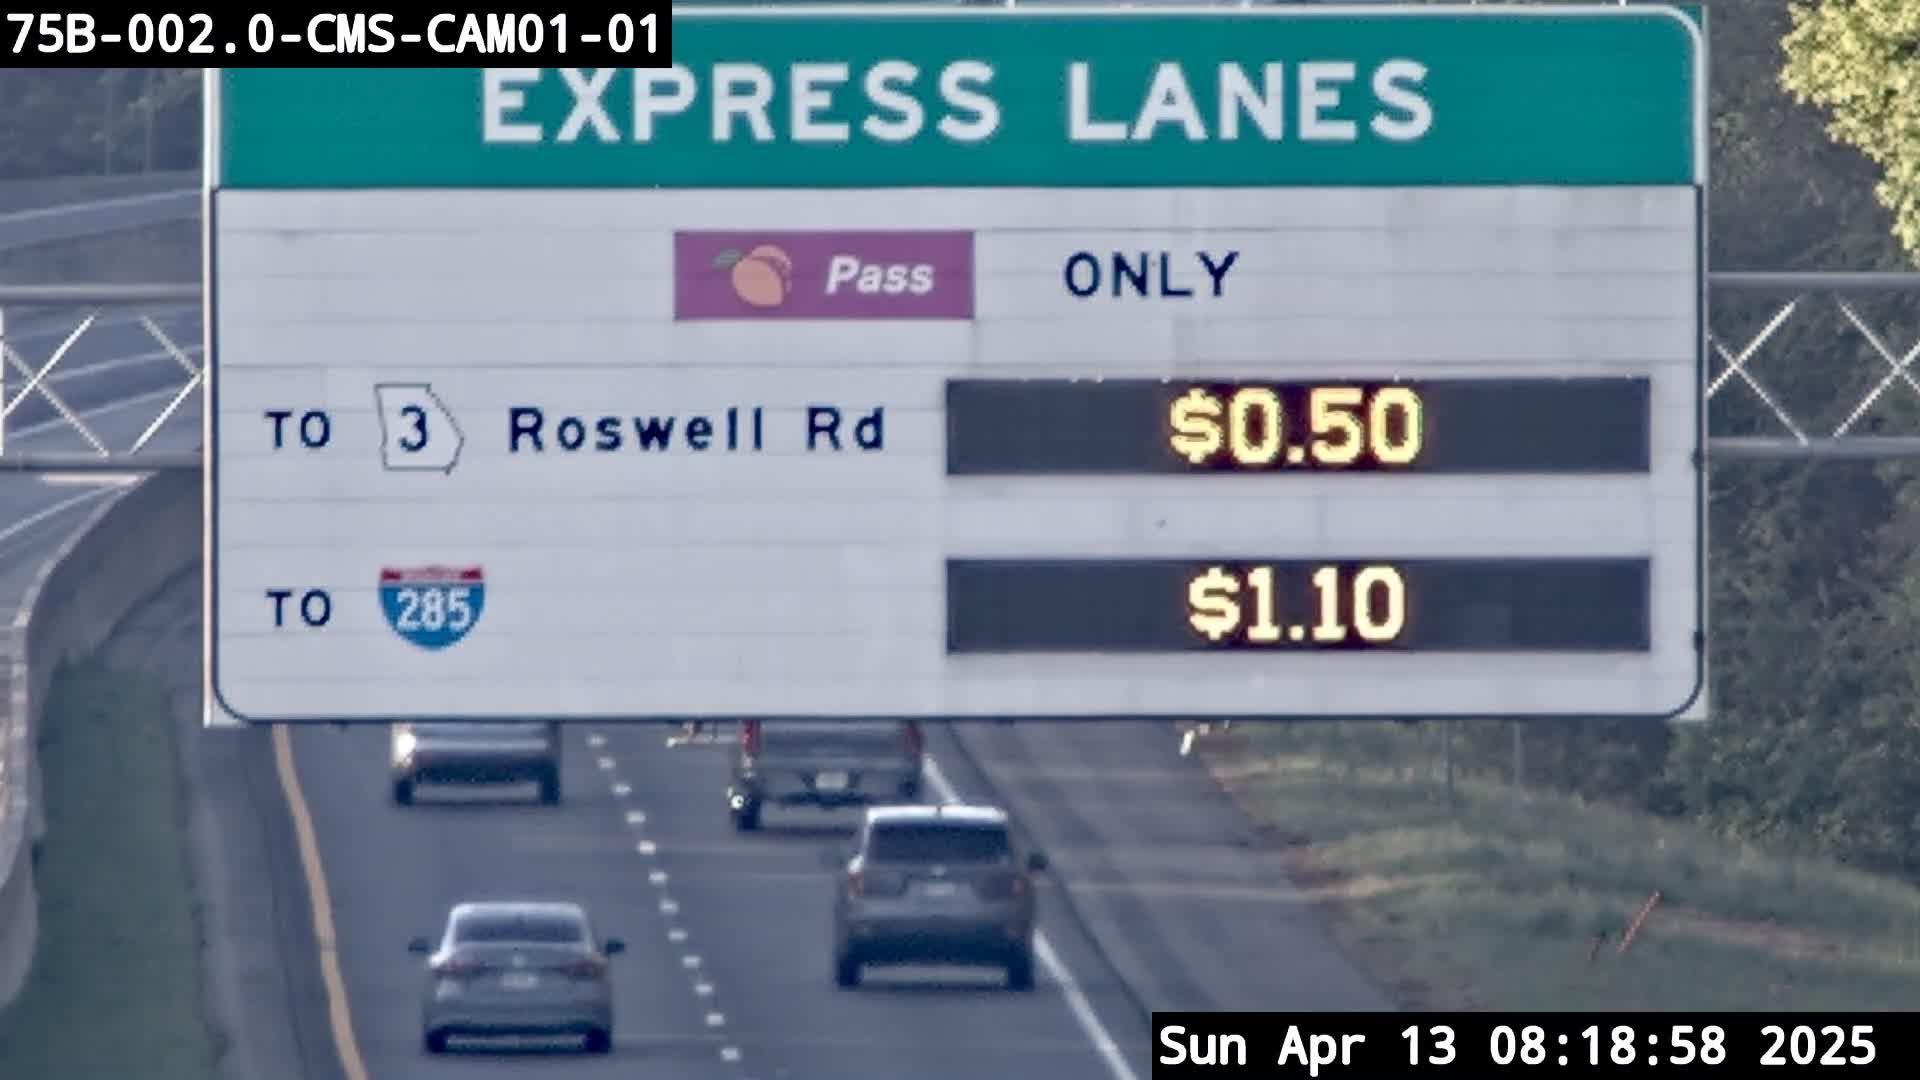 75B-002.0-CMS-CAM01-01
EXPRESS LANES
Pass ONLY
TO 3 Roswell Rd $0.50
TO 285 $1.10
Sun Apr 13 08:18:58 2025